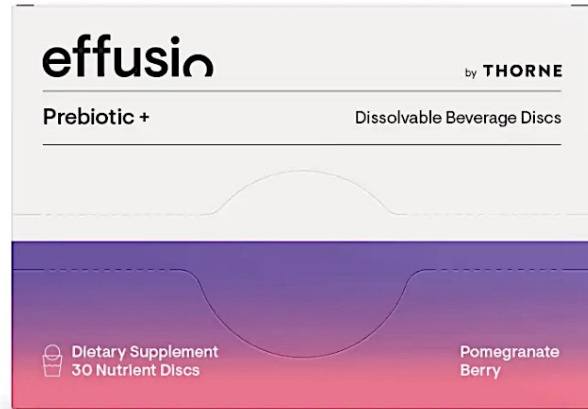 effusio
by THORNE
Prebiotic +
Dissolvable Beverage Discs
Dietary Supplement
30 Nutrient Discs
Pomegranate
Berry